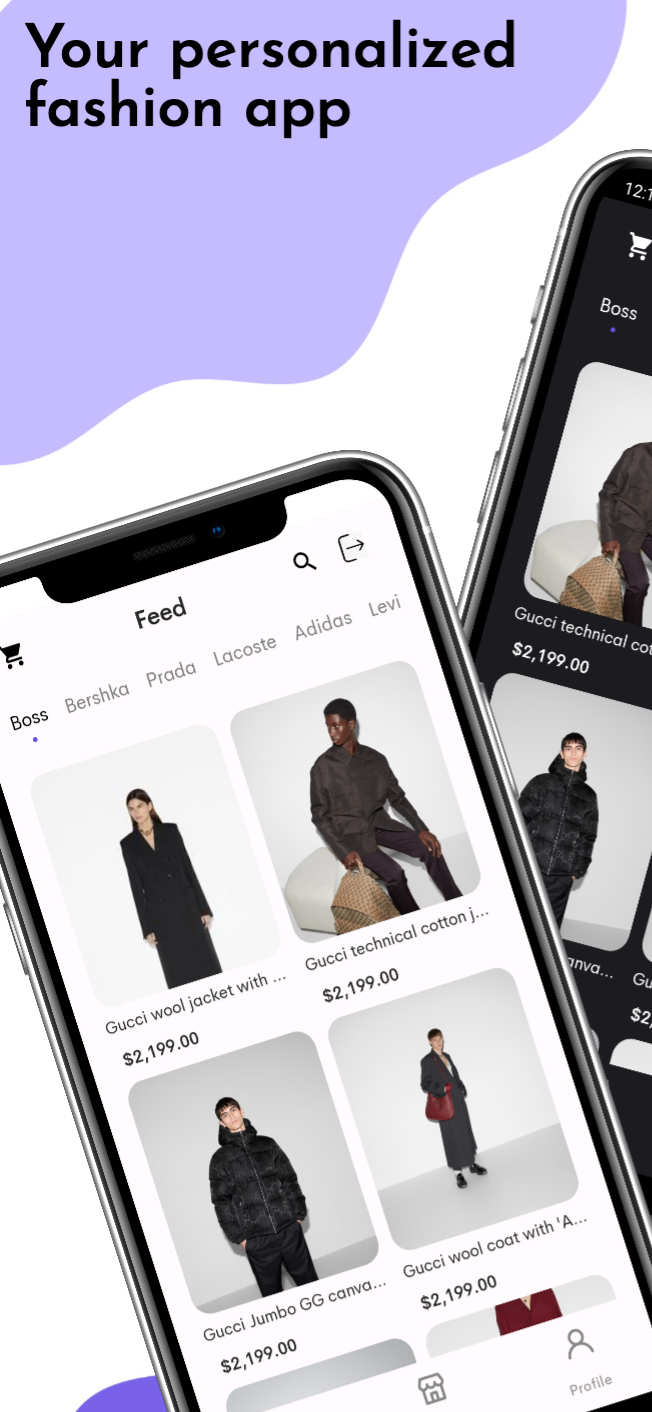 Your personalized
fashion app
12:1
Boss
Gucci technical cot
$2,199.00
anva...
Gu
$2,
Feed
Boss Bershka Prada Lacoste Adidas Levi
Gucci wool jacket with ...
$2,199.00
Gucci technical cotton j...
$2,199.00
Gucci Jumbo GG canva...
$2,199.00
Gucci wool coat with 'A...
$2,199.00
Profile